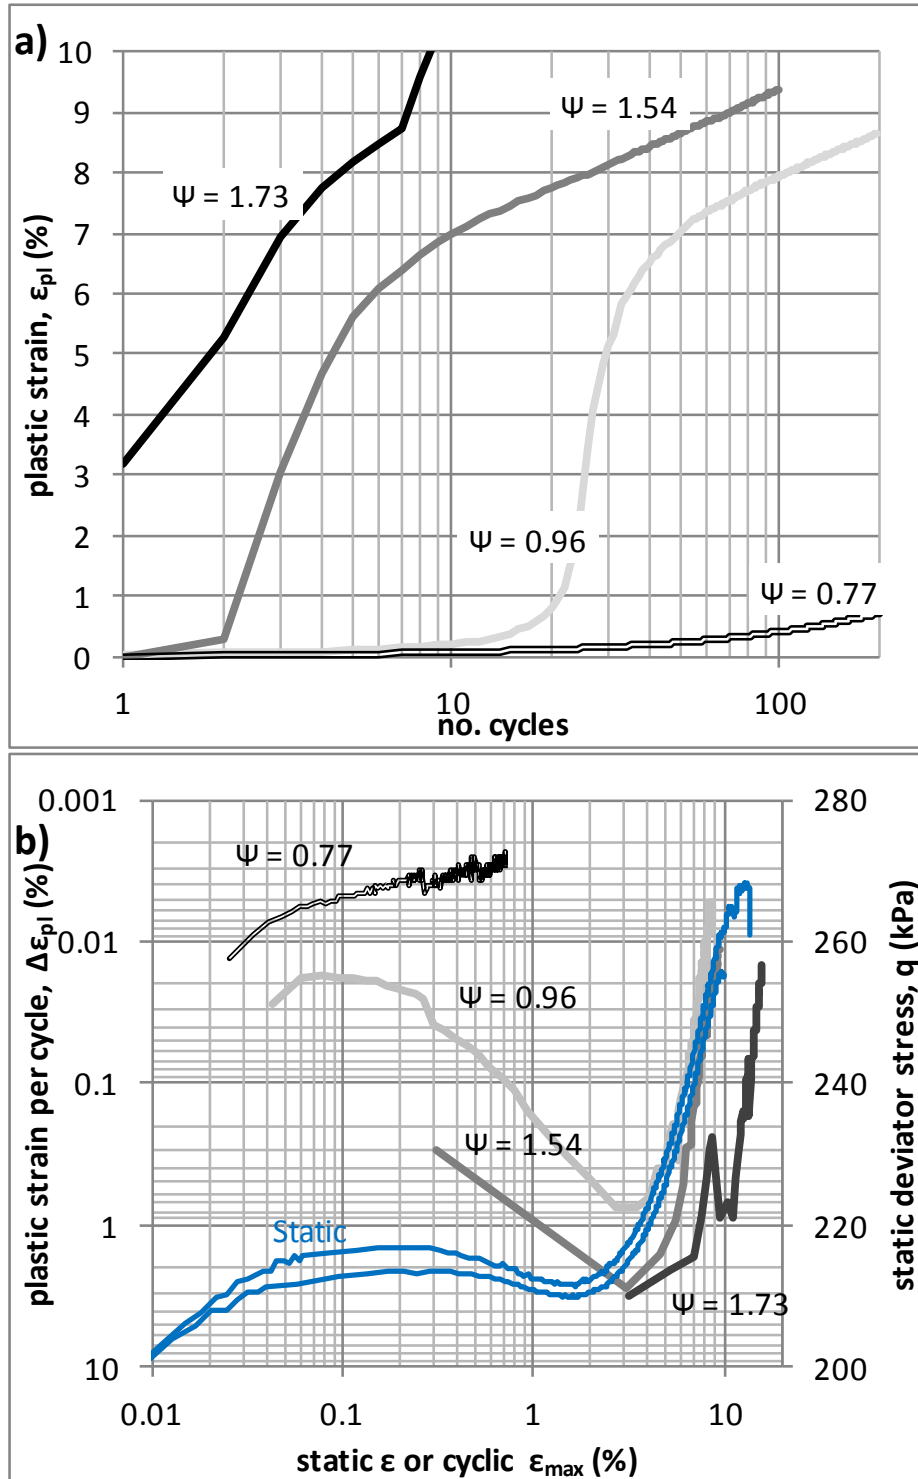 a)
10
9
8
7
6
5
4
3
2
1
0
plastic strain, εpl (%)
Ψ = 1.73
Ψ = 1.54
Ψ = 0.96
Ψ = 0.77
1 10 100
no. cycles
b)
0.001
0.01
0.1
1
10
plastic strain per cycle, Δεpl (%)
280
260
240
220
200
static deviator stress, q (kPa)
Ψ = 0.77
Ψ = 0.96
Ψ = 1.54
Static
Ψ = 1.73
0.01 0.1 1 10
static ε or cyclic εmax (%)